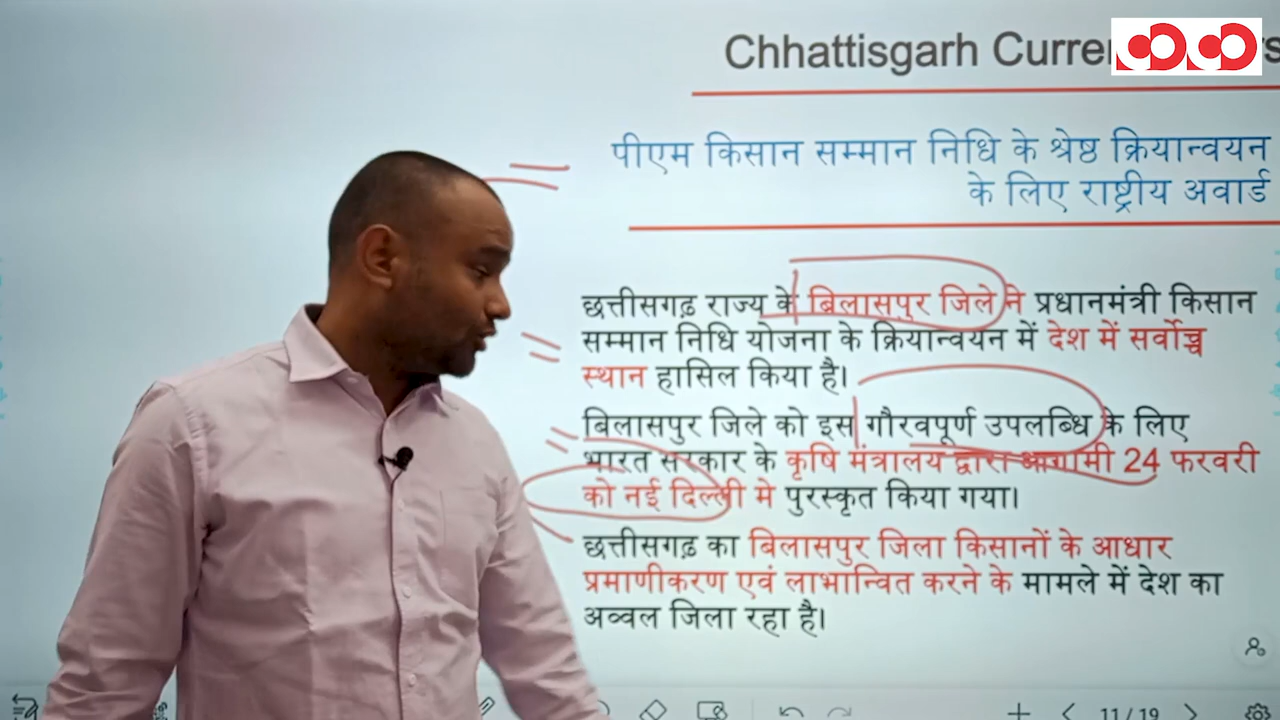 Chhattisgarh
पीएम किसान सम्मान निधि के श्रेष्ठ क्रियान्वयन
के लिए राष्ट्रीय अवार्ड
छत्तीसगढ़ राज्य के बिलासपुर जिले ने प्रधानमंत्री किसान
सम्मान निधि योजना के क्रियान्वयन में देश में सर्वोच्च
स्थान हासिल किया है।
बिलासपुर जिले को इस गौरवपूर्ण उपलब्धि के लिए
भारत सरकार के कृषि मंत्रालय द्वारा आगामी 24 फरवरी
को नई दिल्ली मे पुरस्कृत किया गया।
छत्तीसगढ़ का बिलासपुर जिला किसानों के आधार
प्रमाणीकरण एवं लाभान्वित करने के मामले में देश का
अव्वल जिला रहा है।
11/19